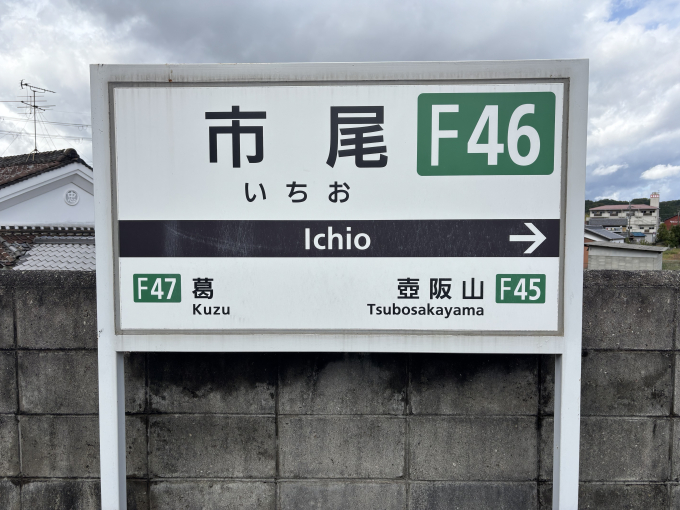 市尾 F46
いちお
Ichio →
F47 葛 壺阪山 F45
Kuzu Tsubosakayama